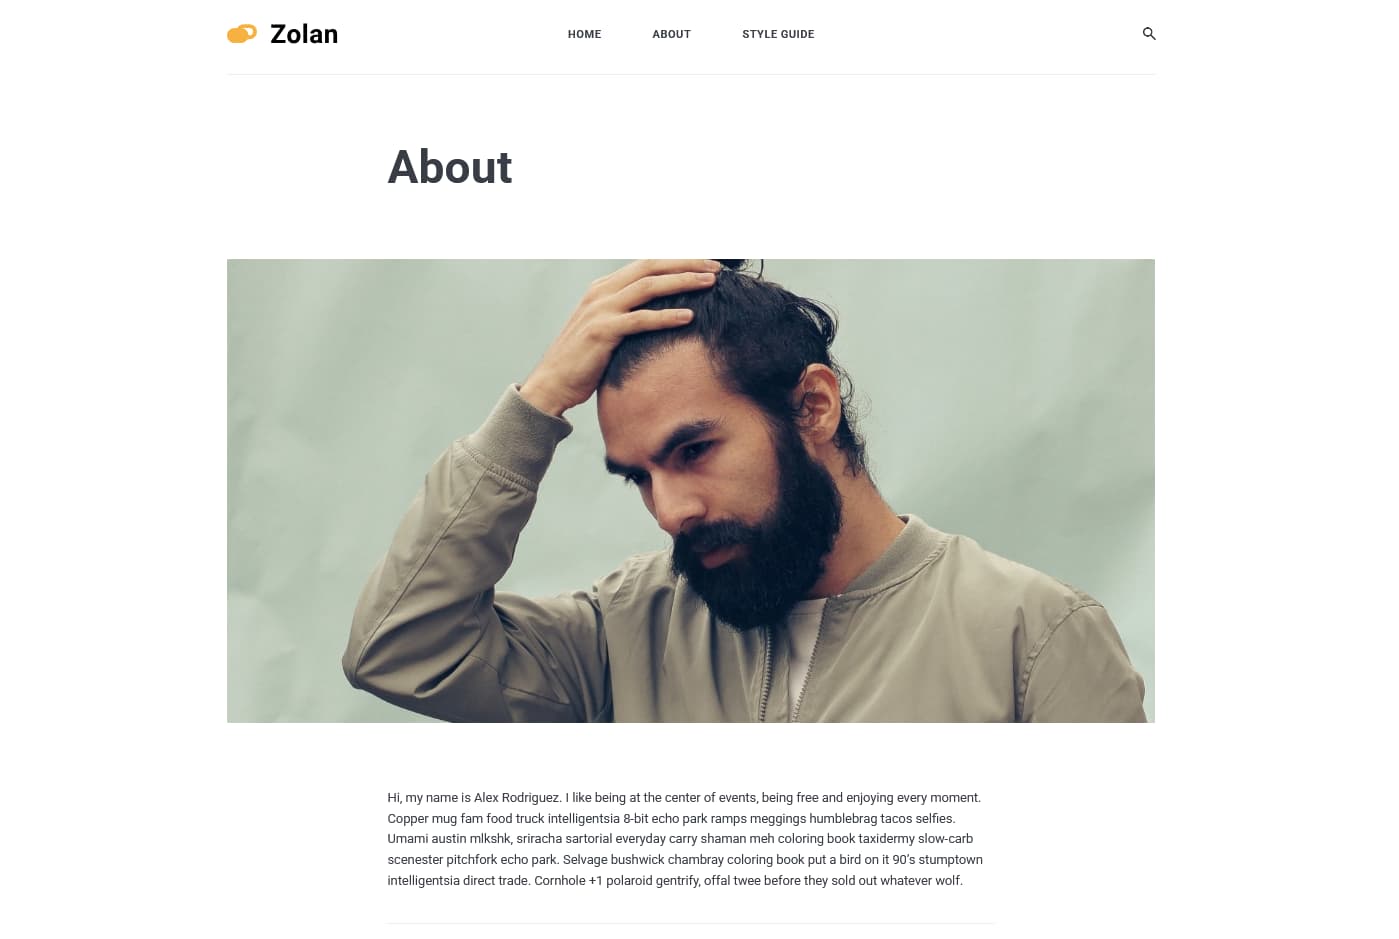 Zolan
HOME
ABOUT
STYLE GUIDE
About
Hi, my name is Alex Rodriguez. I like being at the center of events, being free and enjoying every moment.
Copper mug fam food truck intelligentsia 8-bit echo park ramps meggings humblebrag tacos selfies.
Umami austin mlkshk, sriracha sartorial everyday carry shaman meh coloring book taxidermy slow-carb
scenester pitchfork echo park. Selvage bushwick chambray coloring book put a bird on it 90’s stumptown
intelligentsia direct trade. Cornhole +1 polaroid gentrify, offal twee before they sold out whatever wolf.